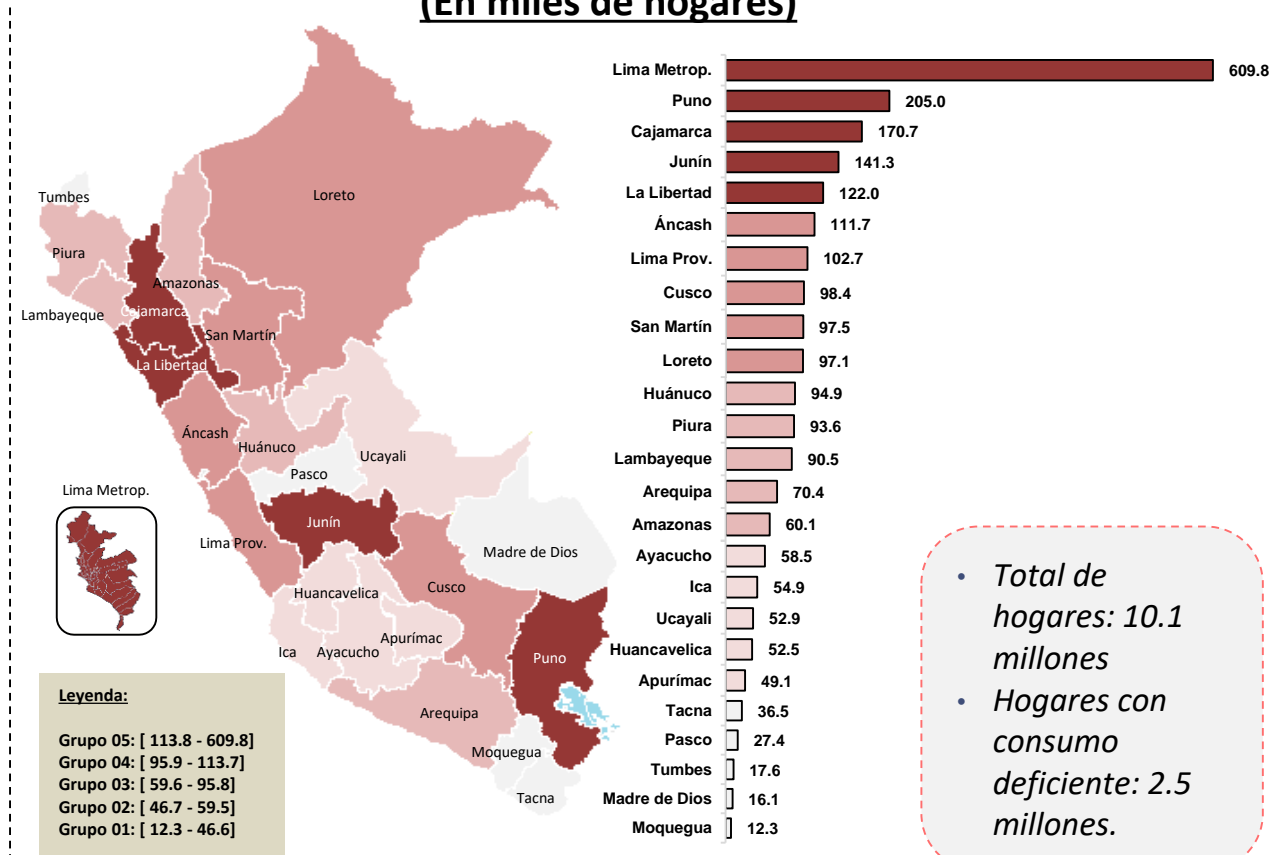 (En miles de hogares)
Lima Metrop. 609.8
Puno 205.0
Cajamarca 170.7
Junín 141.3
La Libertad 122.0
Áncash 111.7
Lima Prov. 102.7
Cusco 98.4
San Martín 97.5
Loreto 97.1
Huánuco 94.9
Piura 93.6
Lambayeque 90.5
Arequipa 70.4
Amazonas 60.1
Ayacucho 58.5
Ica 54.9
Ucayali 52.9
Huancavelica 52.5
Apurímac 49.1
Tacna 36.5
Pasco 27.4
Tumbes 17.6
Madre de Dios 16.1
Moquegua 12.3
Loreto
Tumbes
Piura
Amazonas
Cajamarca
Lambayeque
San Martín
La Libertad
Áncash
Huánuco
Ucayali
Pasco
Lima Metrop.
Junín
Lima Prov.
Madre de Dios
Cusco
Huancavelica
Apurímac
Ica
Ayacucho
Puno
Arequipa
Moquegua
Tacna
Leyenda:
Grupo 05: [ 113.8 - 609.8]
Grupo 04: [ 95.9 - 113.7]
Grupo 03: [ 59.6 - 95.8]
Grupo 02: [ 46.7 - 59.5]
Grupo 01: [ 12.3 - 46.6]
• Total de
hogares: 10.1
millones
• Hogares con
consumo
deficiente: 2.5
millones.